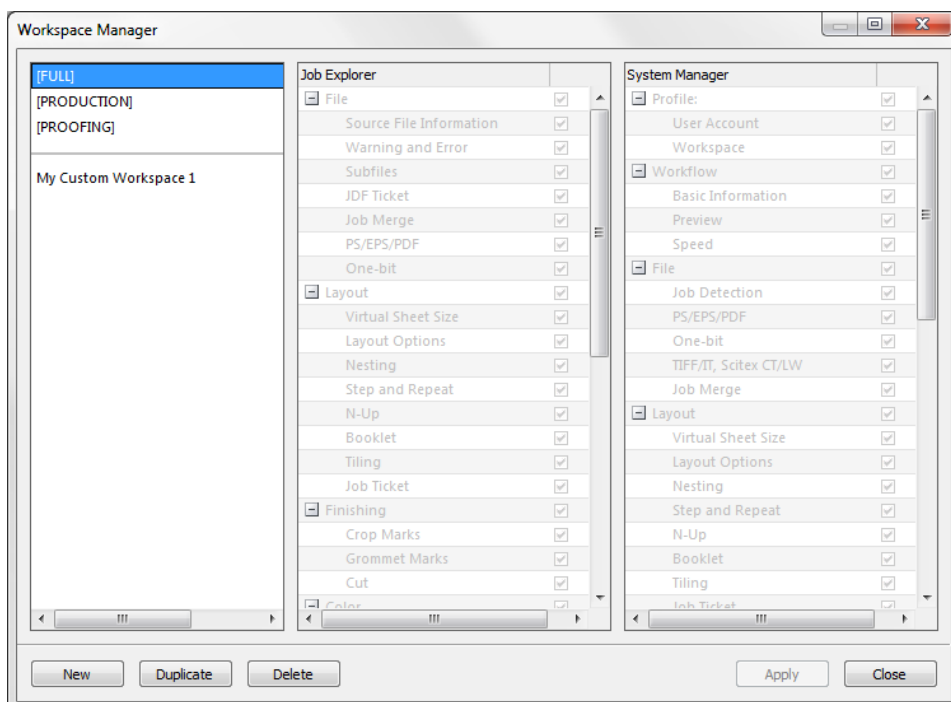 Workspace Manager
[FULL]
[PRODUCTION]
[PROOFING]
My Custom Workspace 1
Job Explorer
File
Source File Information
Warning and Error
Subfiles
JDF Ticket
Job Merge
PS/EPS/PDF
One-bit
Layout
Virtual Sheet Size
Layout Options
Nesting
Step and Repeat
N-Up
Booklet
Tiling
Job Ticket
Finishing
Crop Marks
Grommet Marks
Cut
Color
System Manager
Profile:
User Account
Workspace
Workflow
Basic Information
Preview
Speed
File
Job Detection
PS/EPS/PDF
One-bit
TIFF/IT, Scitex CT/LW
Job Merge
Layout
Virtual Sheet Size
Layout Options
Nesting
Step and Repeat
N-Up
Booklet
Tiling
Job Ticket
New
Duplicate
Delete
Apply
Close